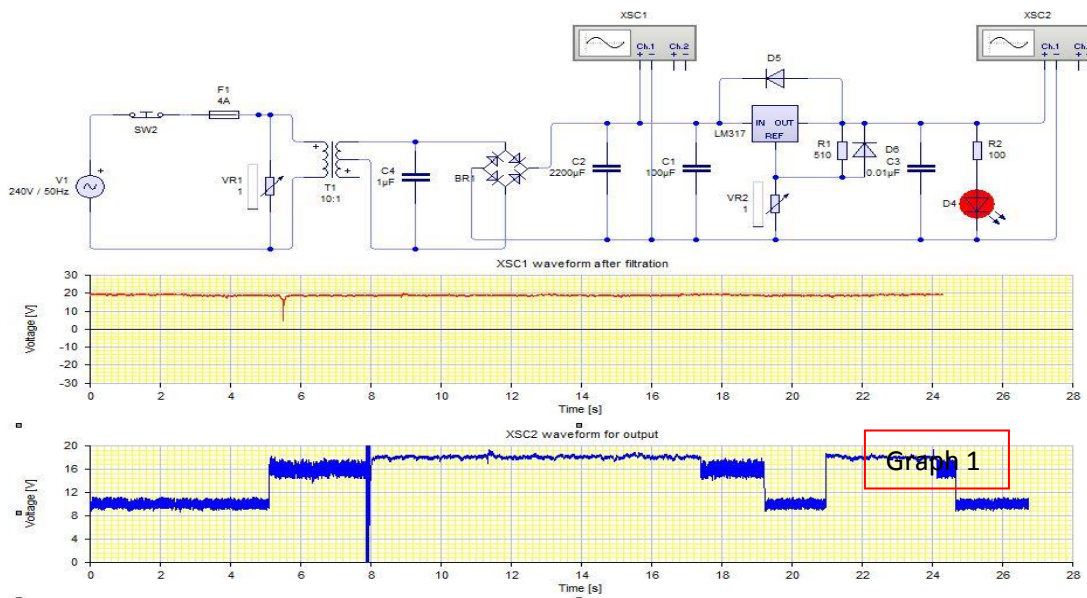 XSC1
XSC2
Ch.1 Ch.2
+ − + −
Ch.1 Ch.2
+ − + −
D5
F1
4A
SW2
IN OUT
REF
LM317
V1
240V / 50Hz
+
VR1
1
T1
10:1
C4
1µF
BR1
C2
2200µF
C1
100µF
R1
510
D6
C3
0.01µF
R2
100
VR2
1
D4
XSC1 waveform after filtration
Voltage [V]
30
20
10
0
-10
-20
-30
0 2 4 6 8 10 12 14 16 18 20 22 24 26 28
Time [s]
XSC2 waveform for output
Voltage [V]
20
16
12
8
4
0
Graph 1
0 2 4 6 8 10 12 14 16 18 20 22 24 26 28
Time [s]